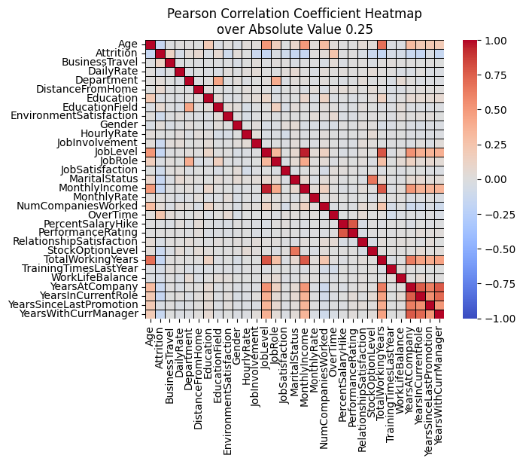 Pearson Correlation Coefficient Heatmap
over Absolute Value 0.25
Age
Attrition
BusinessTravel
DailyRate
Department
DistanceFromHome
Education
EducationField
EnvironmentSatisfaction
Gender
HourlyRate
JobInvolvement
JobLevel
JobRole
JobSatisfaction
MaritalStatus
MonthlyIncome
MonthlyRate
NumCompaniesWorked
OverTime
PercentSalaryHike
PerformanceRating
RelationshipSatisfaction
StockOptionLevel
TotalWorkingYears
TrainingTimesLastYear
WorkLifeBalance
YearsAtCompany
YearsInCurrentRole
YearsSinceLastPromotion
YearsWithCurrManager
Age
Attrition
BusinessTravel
DailyRate
Department
DistanceFromHome
Education
EducationField
EnvironmentSatisfaction
Gender
HourlyRate
JobInvolvement
JobLevel
JobRole
JobSatisfaction
MaritalStatus
MonthlyIncome
MonthlyRate
NumCompaniesWorked
OverTime
PercentSalaryHike
PerformanceRating
RelationshipSatisfaction
StockOptionLevel
TotalWorkingYears
TrainingTimesLastYear
WorkLifeBalance
YearsAtCompany
YearsInCurrentRole
YearsSinceLastPromotion
YearsWithCurrManager
1.00
0.75
0.50
0.25
0.00
−0.25
−0.50
−0.75
−1.00